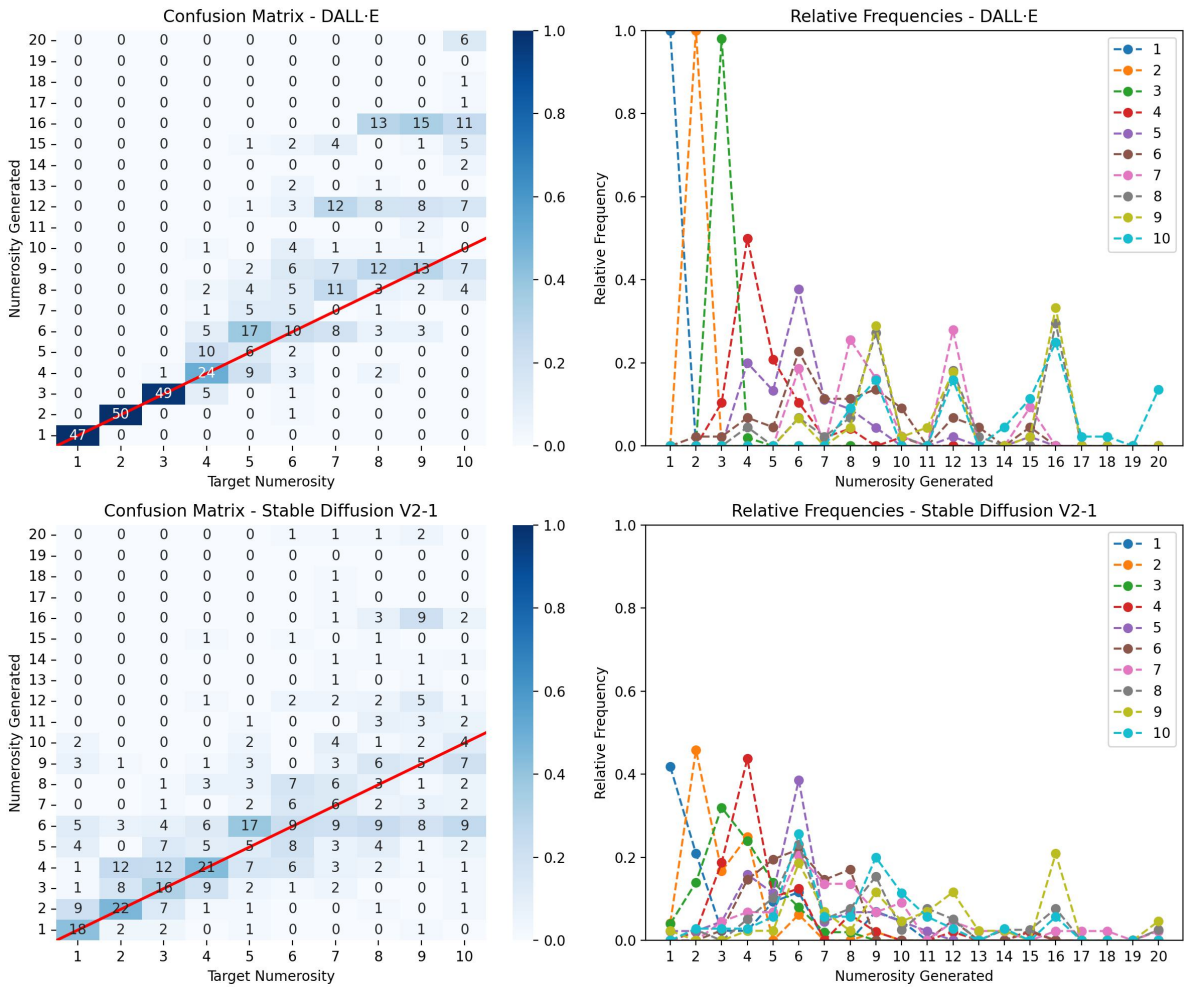 Confusion Matrix - DALL·E
Numerosity Generated
20 0 0 0 0 0 0 0 0 0 6
19 0 0 0 0 0 0 0 0 0 0
18 0 0 0 0 0 0 0 0 0 1
17 0 0 0 0 0 0 0 0 0 1
16 0 0 0 0 0 0 0 13 15 11
15 0 0 0 0 1 2 4 0 1 5
14 0 0 0 0 0 0 0 0 0 2
13 0 0 0 0 0 2 0 1 0 0
12 0 0 0 0 1 3 12 8 8 7
11 0 0 0 0 0 0 0 0 2 0
10 0 0 0 1 0 4 1 1 1 0
9 0 0 0 0 2 6 7 12 13 7
8 0 0 0 2 4 5 11 3 2 4
7 0 0 0 1 5 5 0 1 0 0
6 0 0 0 5 17 10 8 3 3 0
5 0 0 0 10 6 2 0 0 0 0
4 0 0 1 24 9 3 0 2 0 0
3 0 0 49 5 0 1 0 0 0 0
2 0 50 0 0 0 1 0 0 0 0
1 47 0 0 0 0 0 0 0 0 0
1 2 3 4 5 6 7 8 9 10
Target Numerosity
1.0
0.8
0.6
0.4
0.2
0.0
Relative Frequencies - DALL·E
Relative Frequency
1.0
0.8
0.6
0.4
0.2
0.0
1
2
3
4
5
6
7
8
9
10
1 2 3 4 5 6 7 8 9 10 11 12 13 14 15 16 17 18 19 20
Numerosity Generated
Confusion Matrix - Stable Diffusion V2-1
Numerosity Generated
20 0 0 0 0 0 1 1 1 2 0
19 0 0 0 0 0 0 0 0 0 0
18 0 0 0 0 0 0 1 0 0 0
17 0 0 0 0 0 0 1 0 0 0
16 0 0 0 0 0 0 1 3 9 2
15 0 0 0 1 0 1 0 1 0 0
14 0 0 0 0 0 0 1 1 1 1
13 0 0 0 0 0 0 1 0 1 0
12 0 0 0 1 0 2 2 2 5 1
11 0 0 0 0 1 0 0 3 3 2
10 2 0 0 0 2 0 4 1 2 4
9 3 1 0 1 3 0 3 6 5 7
8 0 0 1 3 3 7 6 3 1 2
7 0 0 1 0 2 6 6 2 3 2
6 5 3 4 6 17 9 9 9 8 9
5 4 0 7 5 5 8 3 4 1 2
4 1 12 12 21 7 6 3 2 1 1
3 1 8 16 9 2 1 2 0 0 1
2 9 22 7 1 1 0 0 1 0 1
1 18 2 2 0 1 0 0 0 1 0
1 2 3 4 5 6 7 8 9 10
Target Numerosity
1.0
0.8
0.6
0.4
0.2
0.0
Relative Frequencies - Stable Diffusion V2-1
Relative Frequency
1.0
0.8
0.6
0.4
0.2
0.0
1
2
3
4
5
6
7
8
9
10
1 2 3 4 5 6 7 8 9 10 11 12 13 14 15 16 17 18 19 20
Numerosity Generated